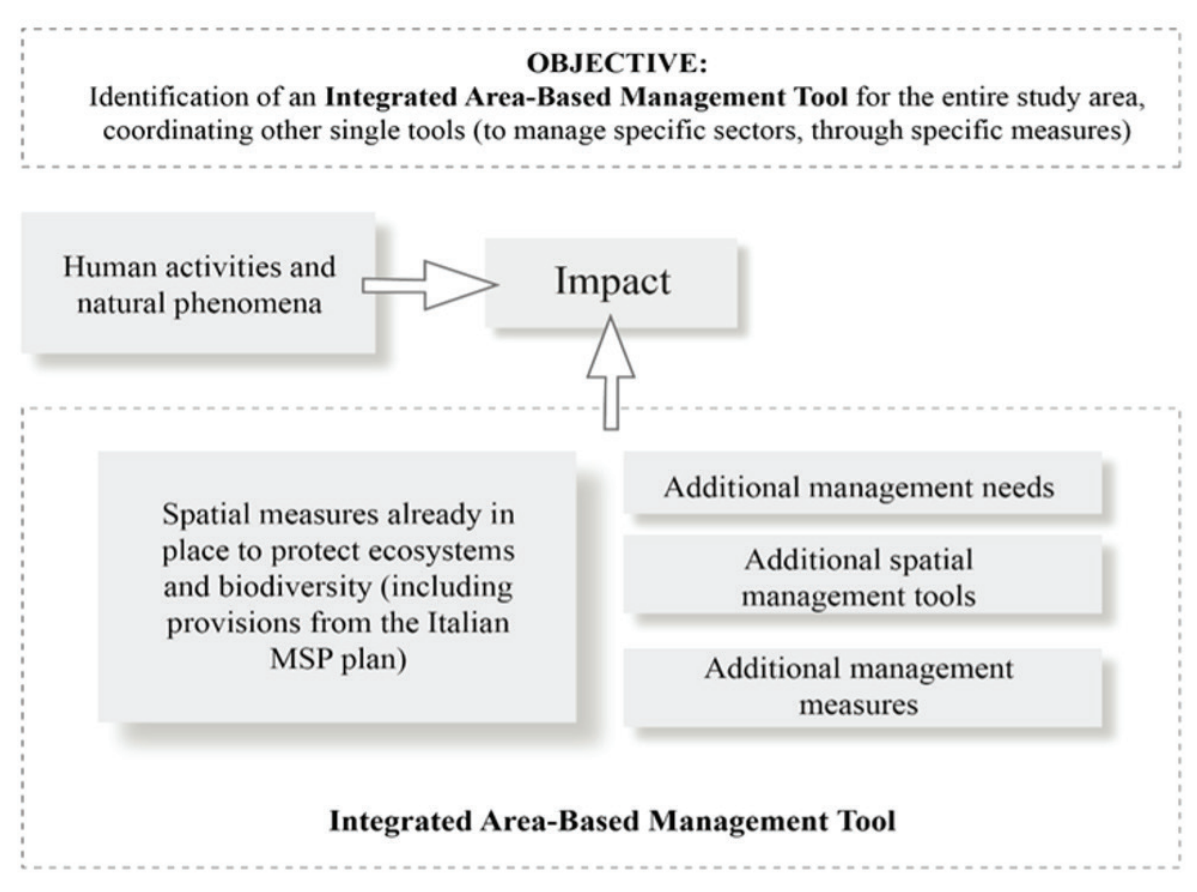 OBJECTIVE:
Identification of an Integrated Area-Based Management Tool for the entire study area,
coordinating other single tools (to manage specific sectors, through specific measures)
Human activities and
natural phenomena
Impact
Spatial measures already in
place to protect ecosystems
and biodiversity (including
provisions from the Italian
MSP plan)
Additional management needs
Additional spatial
management tools
Additional management
measures
Integrated Area-Based Management Tool